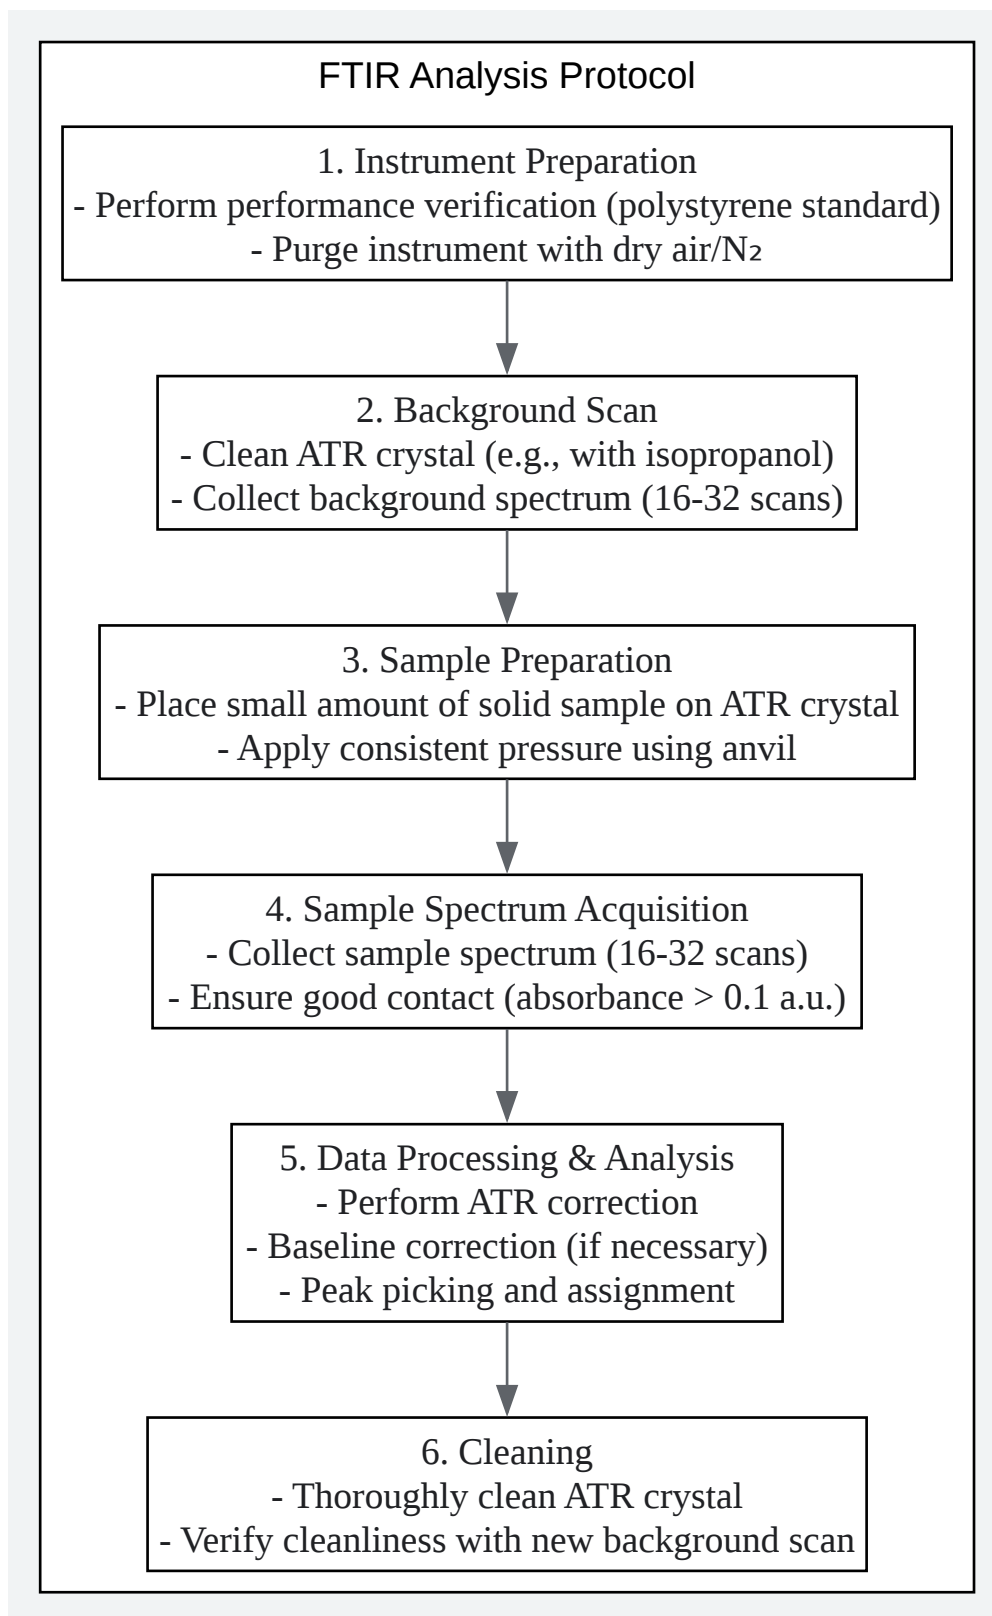 FTIR Analysis Protocol
1. Instrument Preparation
- Perform performance verification (polystyrene standard)
- Purge instrument with dry air/N₂
2. Background Scan
- Clean ATR crystal (e.g., with isopropanol)
- Collect background spectrum (16-32 scans)
3. Sample Preparation
- Place small amount of solid sample on ATR crystal
- Apply consistent pressure using anvil
4. Sample Spectrum Acquisition
- Collect sample spectrum (16-32 scans)
- Ensure good contact (absorbance > 0.1 a.u.)
5. Data Processing & Analysis
- Perform ATR correction
- Baseline correction (if necessary)
- Peak picking and assignment
6. Cleaning
- Thoroughly clean ATR crystal
- Verify cleanliness with new background scan